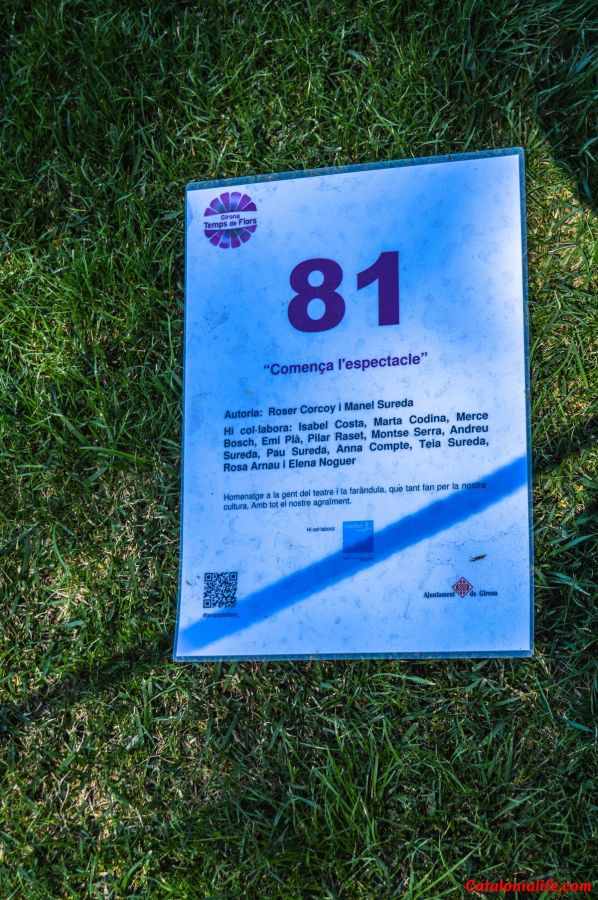 Girona
Temps de Flors
81
“Comença l'espectacle”
Autoria: Roser Corcoy i Manel Sureda
Hi col·labora: Isabel Costa, Marta Codina, Merce
Bosch, Emi Plà, Pilar Raset, Montse Serra, Andreu
Sureda, Pau Sureda, Anna Compte, Teia Sureda,
Rosa Arnau i Elena Noguer
Homenatge a la gent del teatre i la faràndula, que tant fan per la nostra
cultura. Amb tot el nostre agraïment.
Hi col·labora:
Ajuntament de Girona
Catalonialife.com